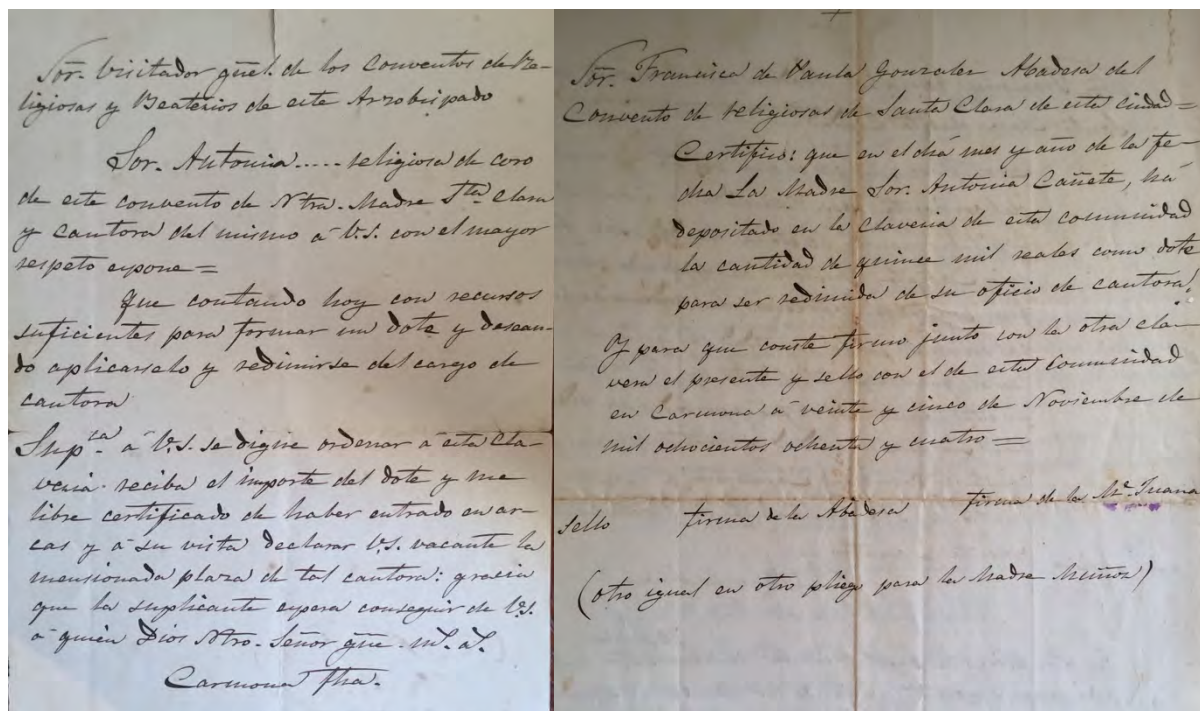 Sor. Visitador gñel. de los Conventos de Re-
ligiosas y Beaterios de este Arzobispado
Sor. Antonia..... religiosa de coro
de este convento de Ntra. Madre Sta. Clara
y cantora del mismo á V.S. con el mayor
respeto expone =
Que contando hoy con recursos
suficientes para formar un dote y desean-
do aplicarselo y redimirse del cargo de
cantora
Supca. á V.S. se digne ordenar á esta Cla-
veria reciba el importe del dote y me
libre certificado de haber entrado en ar-
cas y á su vista declarar V.S. vacante la
mensionada plaza de tal cantora: gracia
que la suplicante espera conseguir de V.S.
á quien Dios Ntro. Señor gñe. ms. as.
Carmona fha.
Sor. Francisca de Paula Gonzalez Abadesa del
Convento de religiosas de Santa Clara de esta ciudad=
Certifico: que en el dia mes y año de la fe-
cha La Madre Sor. Antonia Cañete, ha
depositado en la Claveria de esta comunidad
la cantidad de quince mil reales como dote
para ser redimida de su oficio de cantora,
Y para que conste firmo junto con la otra cla-
vera el presente y sello con el de esta Comunidad
en Carmona á veinte y cinco de Noviembre de
mil ochocientos ochenta y cuatro =
Sello firma de la Abadesa firma de la Me. Juana
(otro igual en otro pliego para la Madre Muñoz)